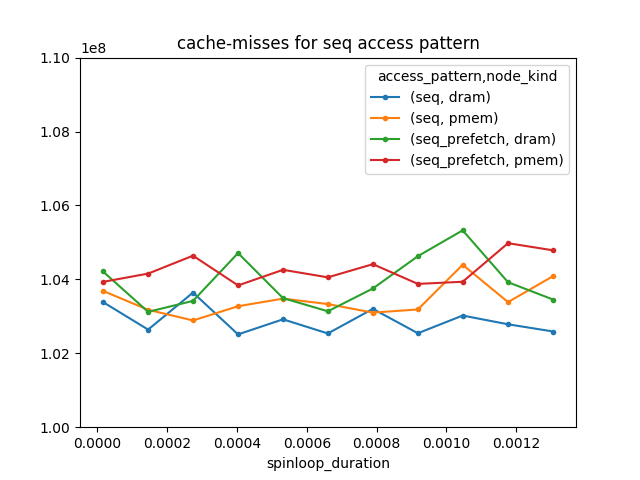 cache-misses for seq access pattern
1e8
1.10
1.08
1.06
1.04
1.02
1.00
access_pattern,node_kind
(seq, dram)
(seq, pmem)
(seq_prefetch, dram)
(seq_prefetch, pmem)
0.0000 0.0002 0.0004 0.0006 0.0008 0.0010 0.0012
spinloop_duration